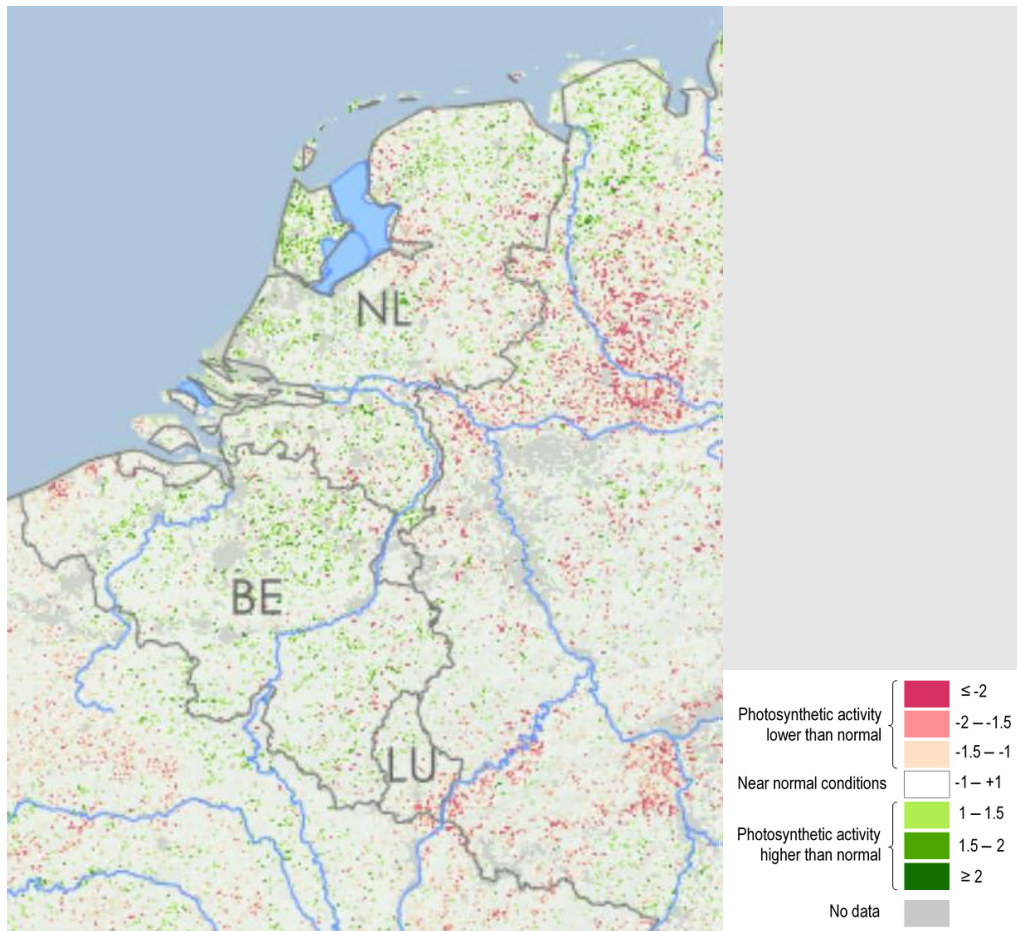 NL
BE
LU
Photosynthetic activity
lower than normal
≤ -2
-2 – -1.5
-1.5 – -1
Near normal conditions
-1 – +1
Photosynthetic activity
higher than normal
1 – 1.5
1.5 – 2
≥ 2
No data